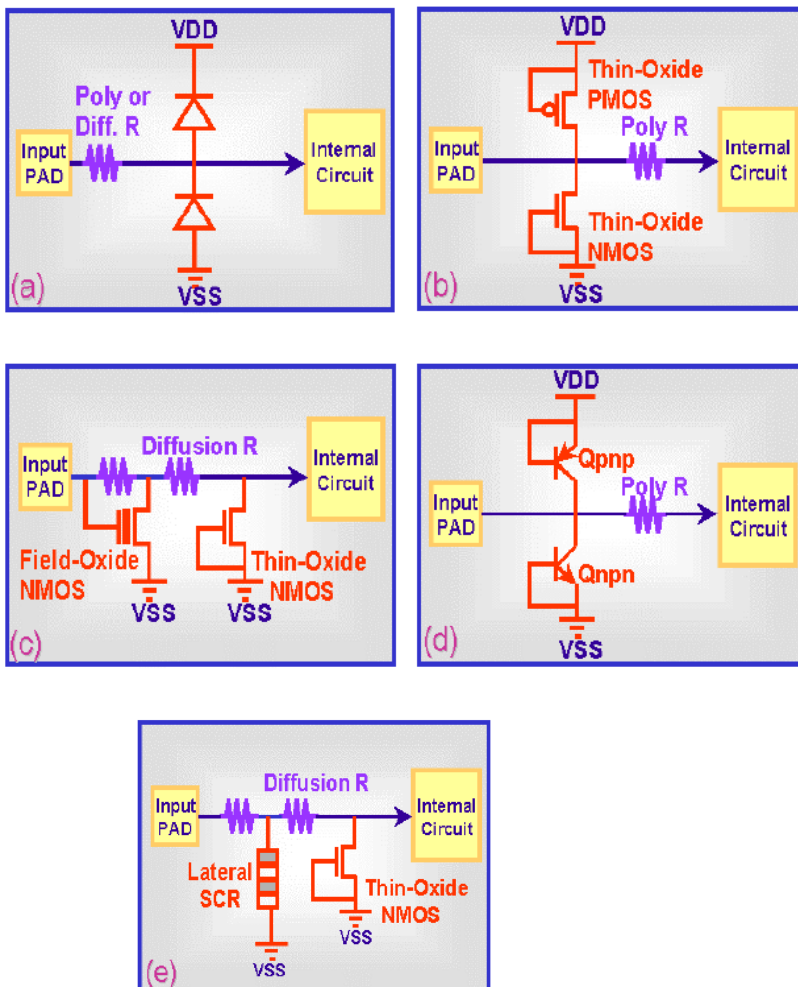 VDD
Poly or
Diff. R
Input
PAD
Internal
Circuit
VSS
(a)
VDD
Thin-Oxide
PMOS
Poly R
Input
PAD
Internal
Circuit
Thin-Oxide
NMOS
VSS
(b)
Input
PAD
Diffusion R
Internal
Circuit
Field-Oxide
NMOS
Thin-Oxide
NMOS
VSS
VSS
(c)
VDD
Qpnp
Poly R
Input
PAD
Internal
Circuit
Qnpn
VSS
(d)
Input
PAD
Diffusion R
Internal
Circuit
Lateral
SCR
Thin-Oxide
NMOS
VSS
VSS
(e)